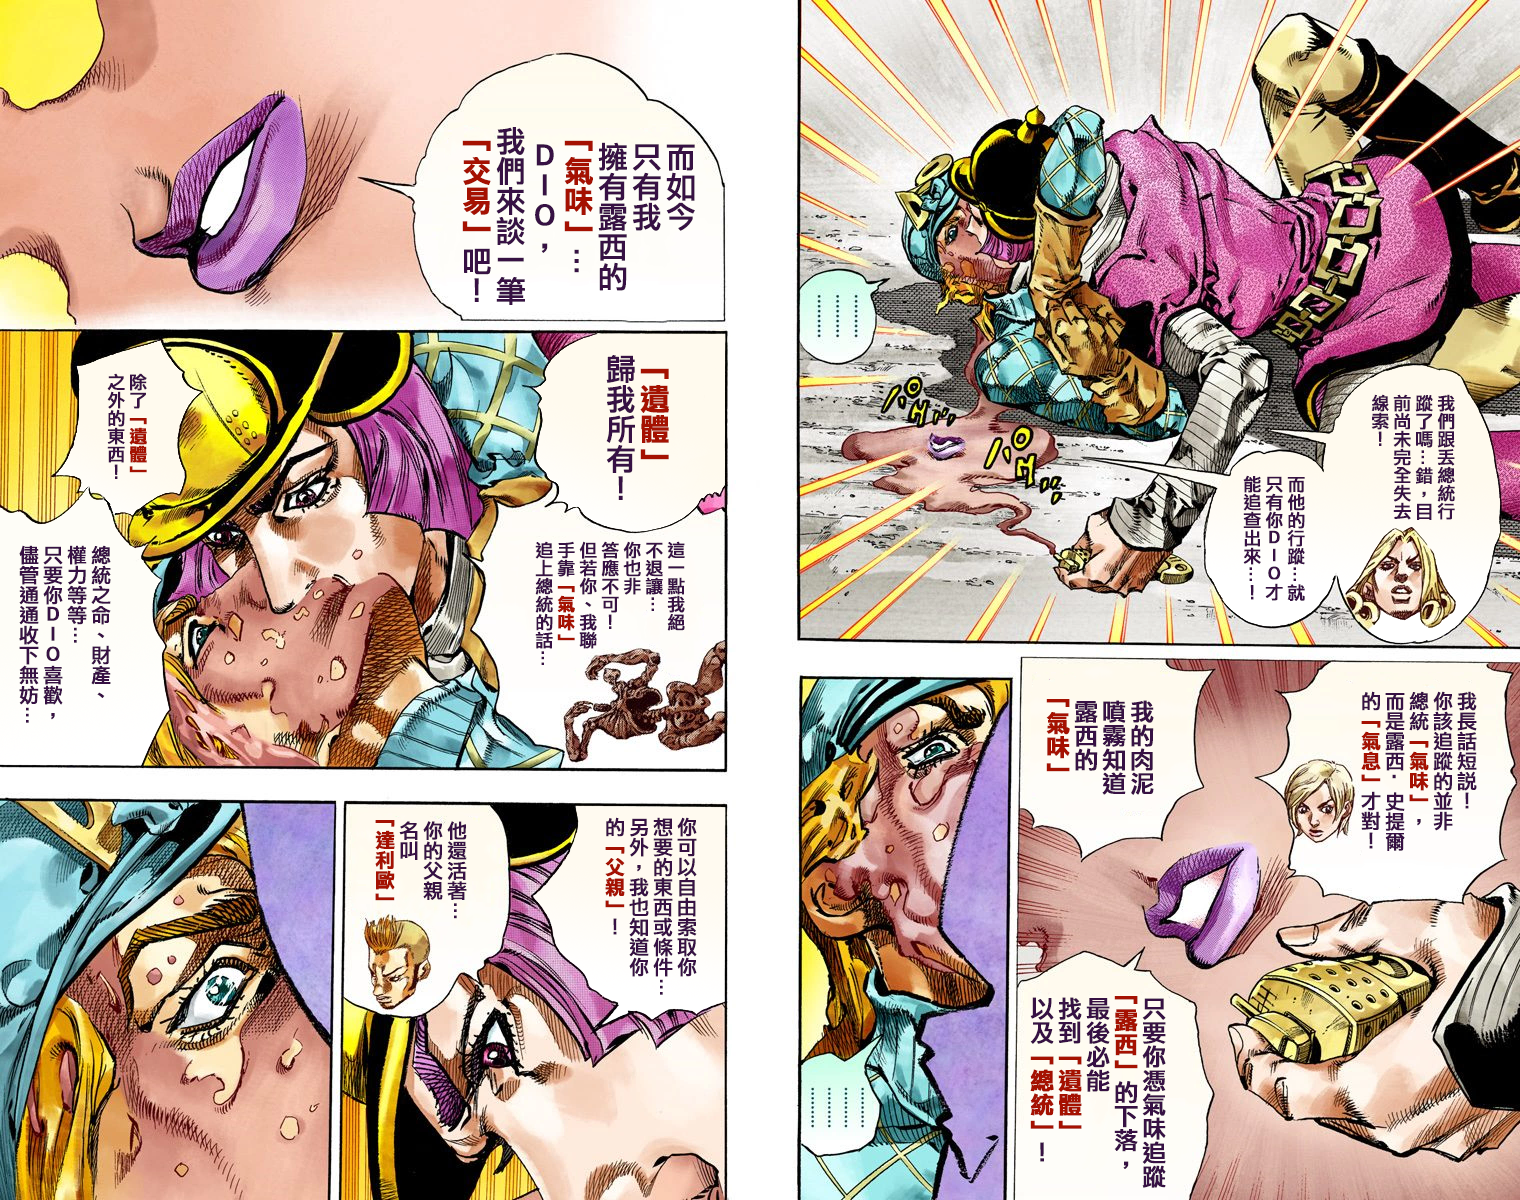 我們跟丟總統行
蹤了嗎…錯，目
前尚未完全失去
線索！
而他的行蹤…就
只有你DIO才
能追查出來…！
………
………
パクッ
パクッ
我長話短說！
你該追蹤的並非
總統「氣味」，
而是露西・史提爾
的「氣息」才對！
我的肉泥
噴霧知道
露西的
「氣味」
只要你憑氣味追蹤
「露西」的下落，
最後必能
找到「遺體」
以及「總統」！
………
………
而如今
只有我
擁有露西的
「氣味」…
DIO，
我們來談一筆
「交易」吧！
「遺體」
歸我所有！
這一點我絕
不退讓…
你也非
答應不可！
但若你、我聯
手靠「氣味」
追上總統的話…
除了「遺體」
之外的東西！
總統之命、財產、
權力等等…
只要你DIO喜歡，
儘管通通收下無妨…
你可以自由索取你
想要的東西或條件…
另外，我也知道你
的「父親」！
他還活著…
你的父親
名叫
「達利歐」